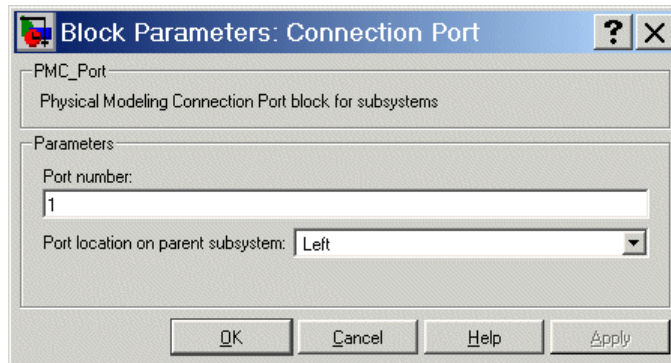 Block Parameters: Connection Port ? X
PMC_Port
Physical Modeling Connection Port block for subsystems
Parameters
Port number:
1
Port location on parent subsystem: Left
OK Cancel Help Apply